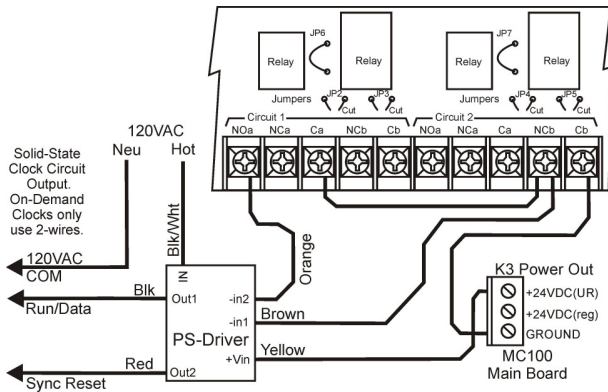 JP6
Relay
Relay
JP7
Relay
Relay
Jumpers
JP2
Cut
JP3
Cut
Jumpers
JP4
Cut
JP5
Cut
Circuit 1
Circuit 2
NOa
NCa
Ca
NCb
Cb
NOa
NCa
Ca
NCb
Cb
120VAC
Neu
Hot
Solid-State
Clock Circuit
Output.
On-Demand
Clocks only
use 2-wires.
Blk/Wht
Orange
120VAC
COM
IN
Blk
Out1
-in2
Run/Data
-in1
Brown
PS-Driver
+Vin
Yellow
Red
Out2
Sync Reset
K3 Power Out
+24VDC(UR)
+24VDC(reg)
GROUND
MC100
Main Board